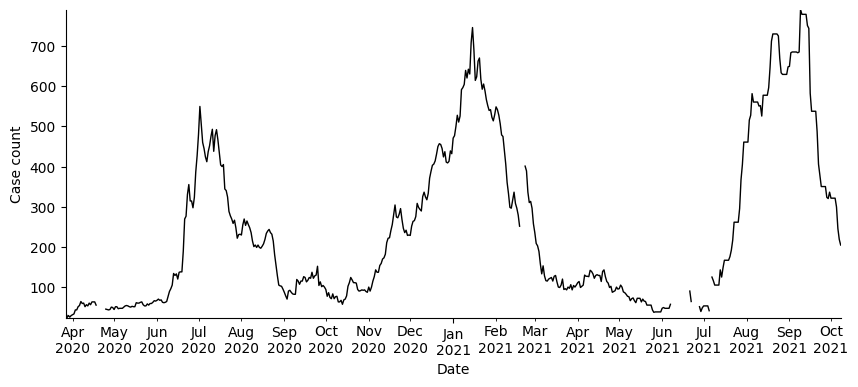 700
600
500
400
300
200
100
Case count
Apr May Jun Jul Aug Sep Oct Nov Dec Jan Feb Mar Apr May Jun Jul Aug Sep Oct
2020 2020 2020 2020 2020 2020 2020 2020 2020 2021 2021 2021 2021 2021 2021 2021 2021 2021 2021
Date